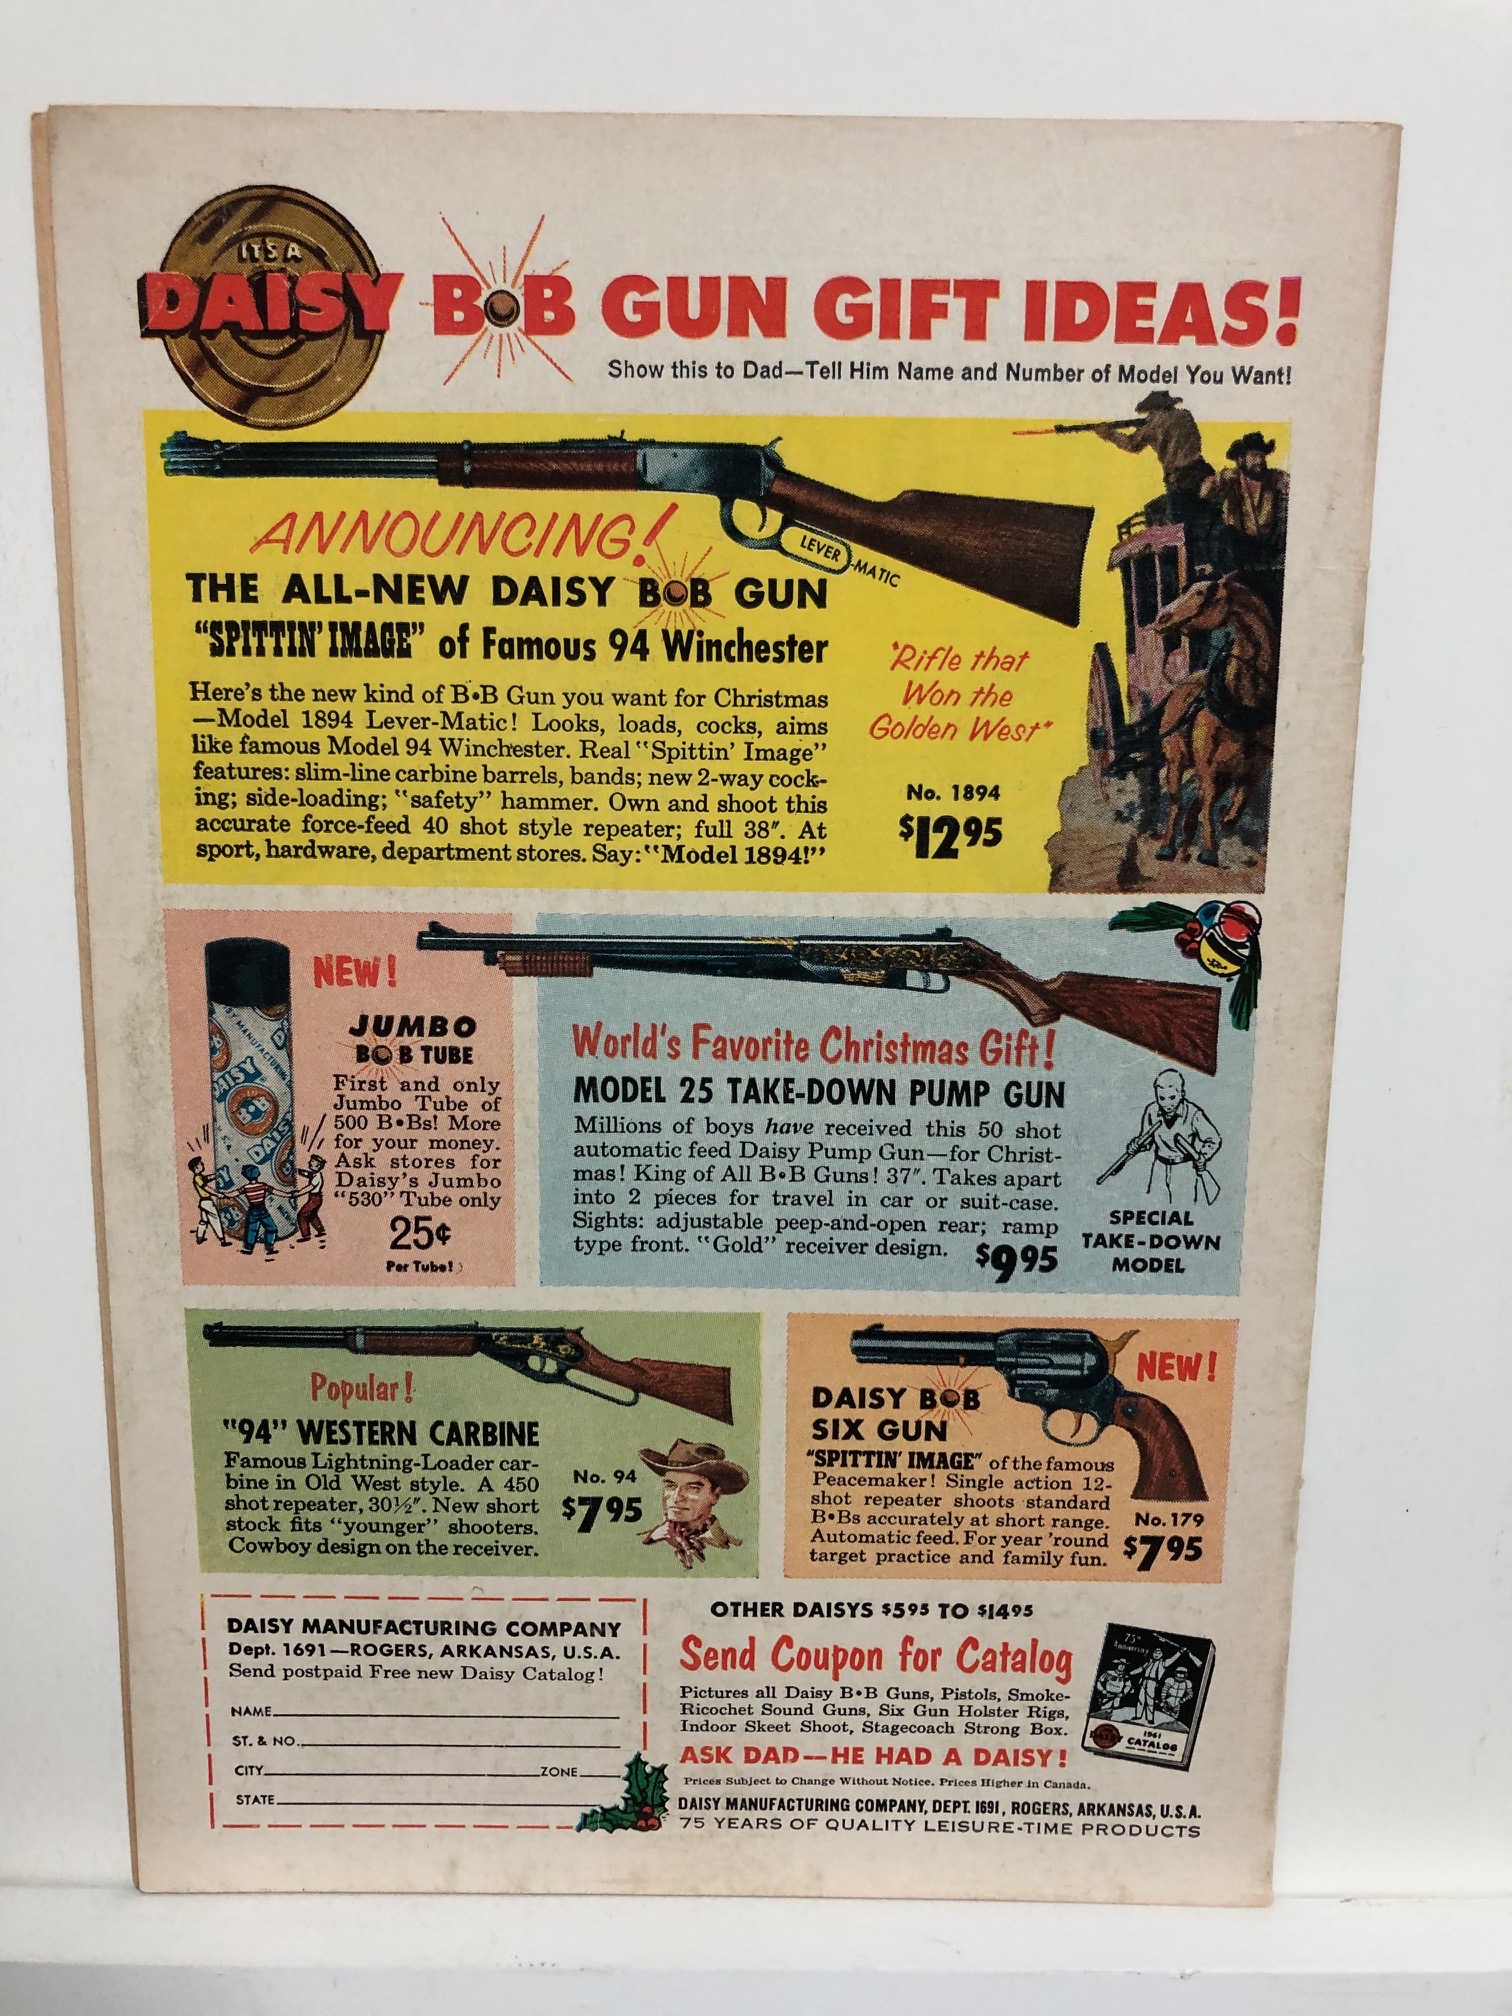 IT'S A
DAISY B•B GUN GIFT IDEAS!
Show this to Dad—Tell Him Name and Number of Model You Want!
LEVER-MATIC
ANNOUNCING!
THE ALL-NEW DAISY B•B GUN
"SPITTIN' IMAGE" of Famous 94 Winchester
Here's the new kind of B•B Gun you want for Christmas
—Model 1894 Lever-Matic! Looks, loads, cocks, aims
like famous Model 94 Winchester. Real "Spittin' Image"
features: slim-line carbine barrels, bands; new 2-way cock-
ing; side-loading; "safety" hammer. Own and shoot this
accurate force-feed 40 shot style repeater; full 38". At
sport, hardware, department stores. Say: "Model 1894!"
"Rifle that
Won the
Golden West"
No. 1894
$12 95
NEW!
JUMBO
B•B TUBE
First and only
Jumbo Tube of
500 B•Bs! More
for your money.
Ask stores for
Daisy's Jumbo
"530" Tube only
25¢
Per Tube!
DAISY
B•B
World's Favorite Christmas Gift!
MODEL 25 TAKE-DOWN PUMP GUN
Millions of boys have received this 50 shot
automatic feed Daisy Pump Gun—for Christ-
mas! King of All B•B Guns! 37". Takes apart
into 2 pieces for travel in car or suit-case.
Sights: adjustable peep-and-open rear; ramp
type front. "Gold" receiver design. $9 95
SPECIAL
TAKE-DOWN
MODEL
Popular!
"94" WESTERN CARBINE
Famous Lightning-Loader car-
bine in Old West style. A 450
shot repeater, 30½". New short
stock fits "younger" shooters.
Cowboy design on the receiver.
No. 94
$7 95
NEW!
DAISY B•B
SIX GUN
"SPITTIN' IMAGE" of the famous
Peacemaker! Single action 12-
shot repeater shoots standard
B•Bs accurately at short range.
Automatic feed. For year 'round
target practice and family fun.
No. 179
$7 95
DAISY MANUFACTURING COMPANY
Dept. 1691—ROGERS, ARKANSAS, U.S.A.
Send postpaid Free new Daisy Catalog!
NAME
ST. & NO.
CITY ZONE
STATE
OTHER DAISYS $5 95 TO $14 95
Send Coupon for Catalog
Pictures all Daisy B•B Guns, Pistols, Smoke-
Ricochet Sound Guns, Six Gun Holster Rigs,
Indoor Skeet Shoot, Stagecoach Strong Box.
ASK DAD—HE HAD A DAISY!
Prices Subject to Change Without Notice. Prices Higher in Canada.
DAISY MANUFACTURING COMPANY, DEPT. 1691, ROGERS, ARKANSAS, U.S.A.
75 YEARS OF QUALITY LEISURE-TIME PRODUCTS
75th
Anniversary
DAISY
1961
CATALOG